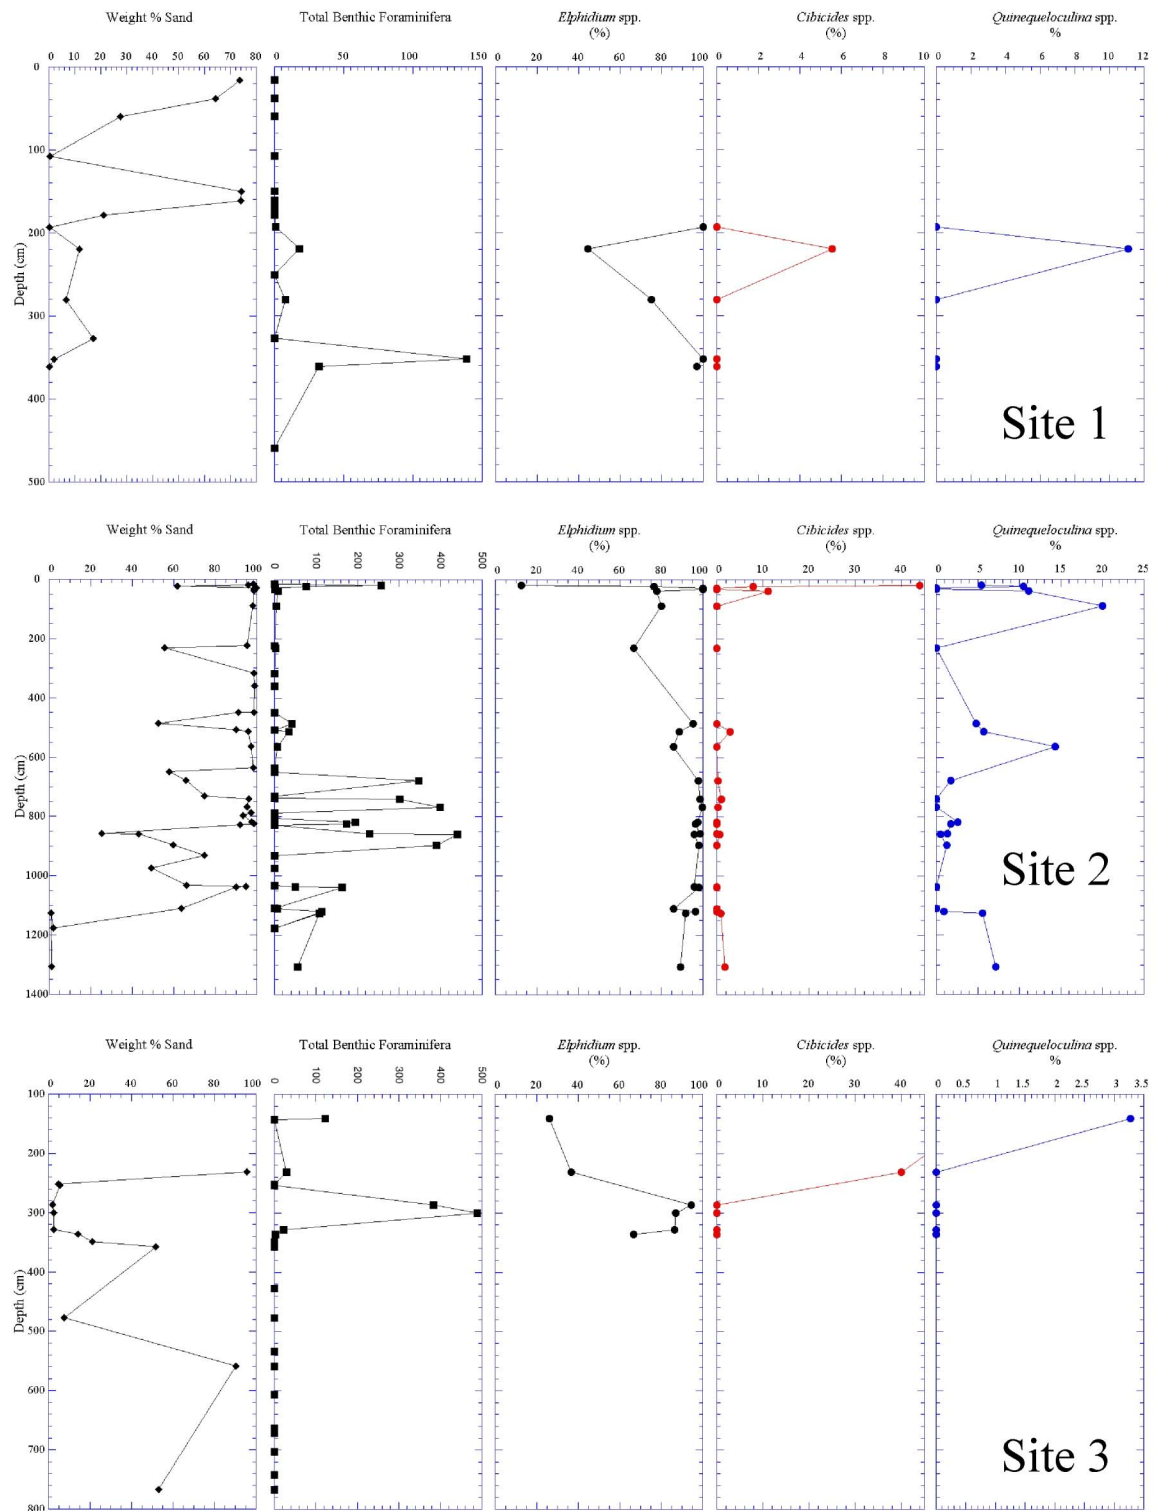 Weight % Sand
Total Benthic Foraminifera
Elphidium spp.
(%)
Cibicides spp.
(%)
Quinequeloculina spp.
%
0 10 20 30 40 50 60 70 80
0 50 100 150
0 20 40 60 80 100
0 2 4 6 8 10
0 2 4 6 8 10 12
0
100
200
300
400
500
Depth (cm)
Site 1
Weight % Sand
Total Benthic Foraminifera
Elphidium spp.
(%)
Cibicides spp.
(%)
Quinequeloculina spp.
%
0 20 40 60 80 100
0 100 200 300 400 500
0 20 40 60 80 100
0 10 20 30 40
0 5 10 15 20 25
0
200
400
600
800
1000
1200
1400
Depth (cm)
Site 2
Weight % Sand
Total Benthic Foraminifera
Elphidium spp.
(%)
Cibicides spp.
(%)
Quinequeloculina spp.
%
0 20 40 60 80 100
0 100 200 300 400 500
0 20 40 60 80 100
0 10 20 30 40
0 0.5 1 1.5 2 2.5 3 3.5
100
200
300
400
500
600
700
800
Depth (cm)
Site 3